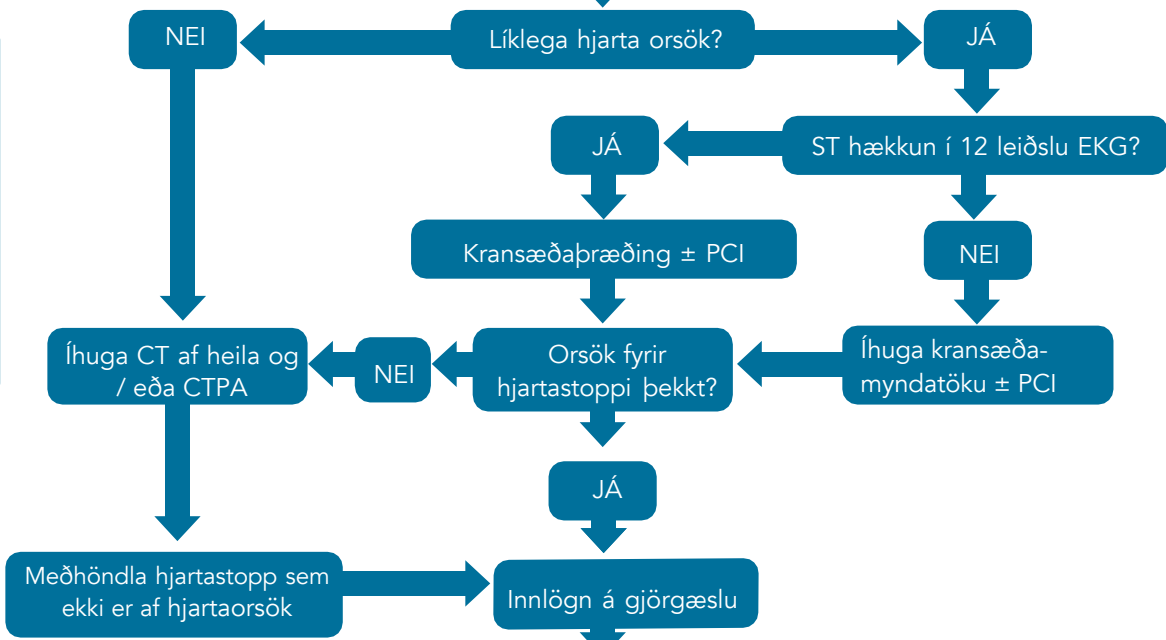 NEI
Líklega hjarta orsök?
JÁ
JÁ
ST hækkun í 12 leiðslu EKG?
Kransæðaþræðing ± PCI
NEI
Íhuga CT af heila og
/ eða CTPA
NEI
Orsök fyrir
hjartastoppi þekkt?
Íhuga kransæða-
myndatöku ± PCI
JÁ
Meðhöndla hjartastopp sem
ekki er af hjartaorsök
Innlögn á gjörgæslu